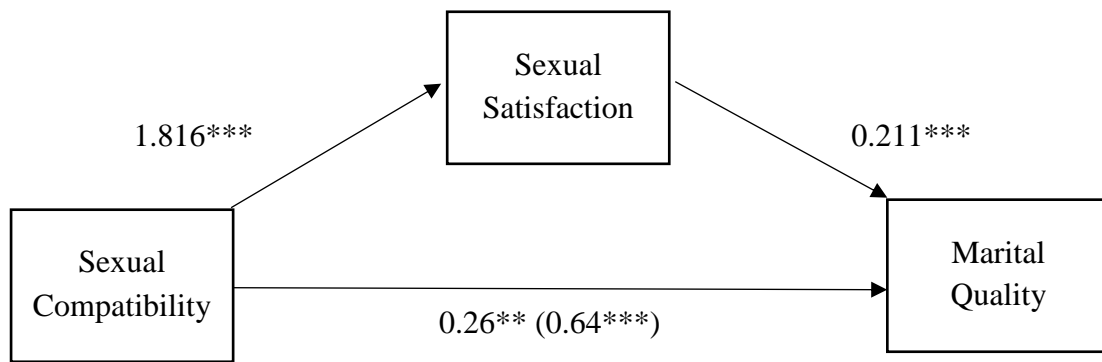 Sexual
Satisfaction
1.816***
0.211***
Sexual
Compatibility
Marital
Quality
0.26** (0.64***)